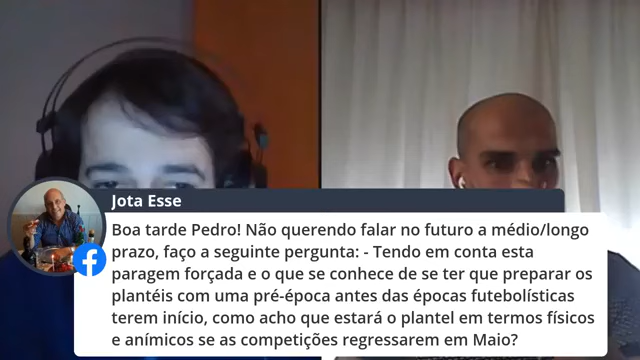 Jota Esse
Boa tarde Pedro! Não querendo falar no futuro a médio/longo
prazo, faço a seguinte pergunta: - Tendo em conta esta
paragem forçada e o que se conhece de se ter que preparar os
plantéis com uma pré-época antes das épocas futebolísticas
terem início, como acho que estará o plantel em termos físicos
e anímicos se as competições regressarem em Maio?